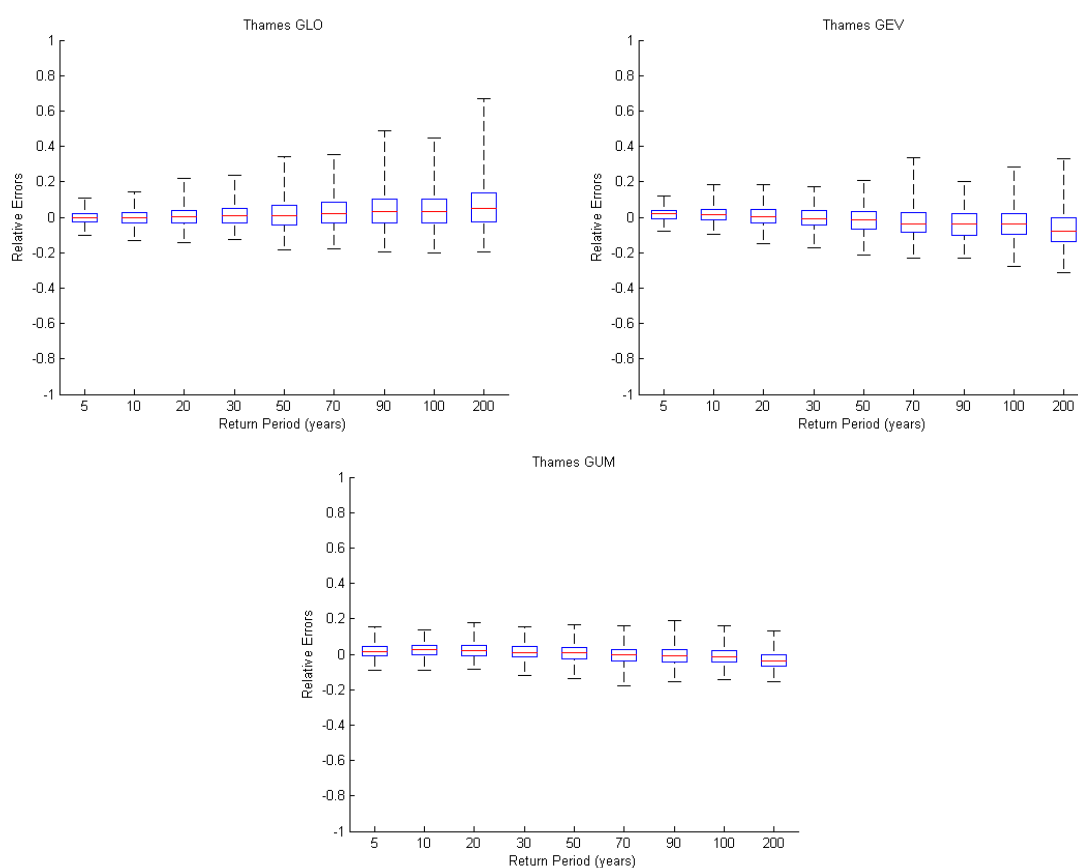 Thames GLO
1
0.8
0.6
0.4
0.2
0
-0.2
-0.4
-0.6
-0.8
-1
Relative Errors
5 10 20 30 50 70 90 100 200
Return Period (years)
Thames GEV
1
0.8
0.6
0.4
0.2
0
-0.2
-0.4
-0.6
-0.8
-1
Relative Errors
5 10 20 30 50 70 90 100 200
Return Period (years)
Thames GUM
1
0.8
0.6
0.4
0.2
0
-0.2
-0.4
-0.6
-0.8
-1
Relative Errors
5 10 20 30 50 70 90 100 200
Return Period (years)